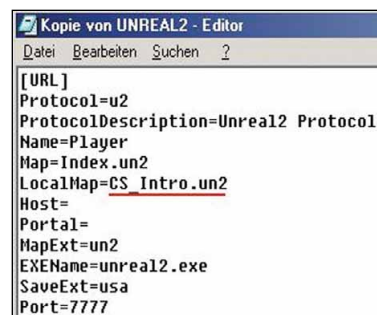 Kopie von UNREAL2 - Editor
Datei Bearbeiten Suchen ?
[URL]
Protocol=u2
ProtocolDescription=Unreal2 Protocol
Name=Player
Map=Index.un2
LocalMap=CS_Intro.un2
Host=
Portal=
MapExt=un2
EXEName=unreal2.exe
SaveExt=usa
Port=7777